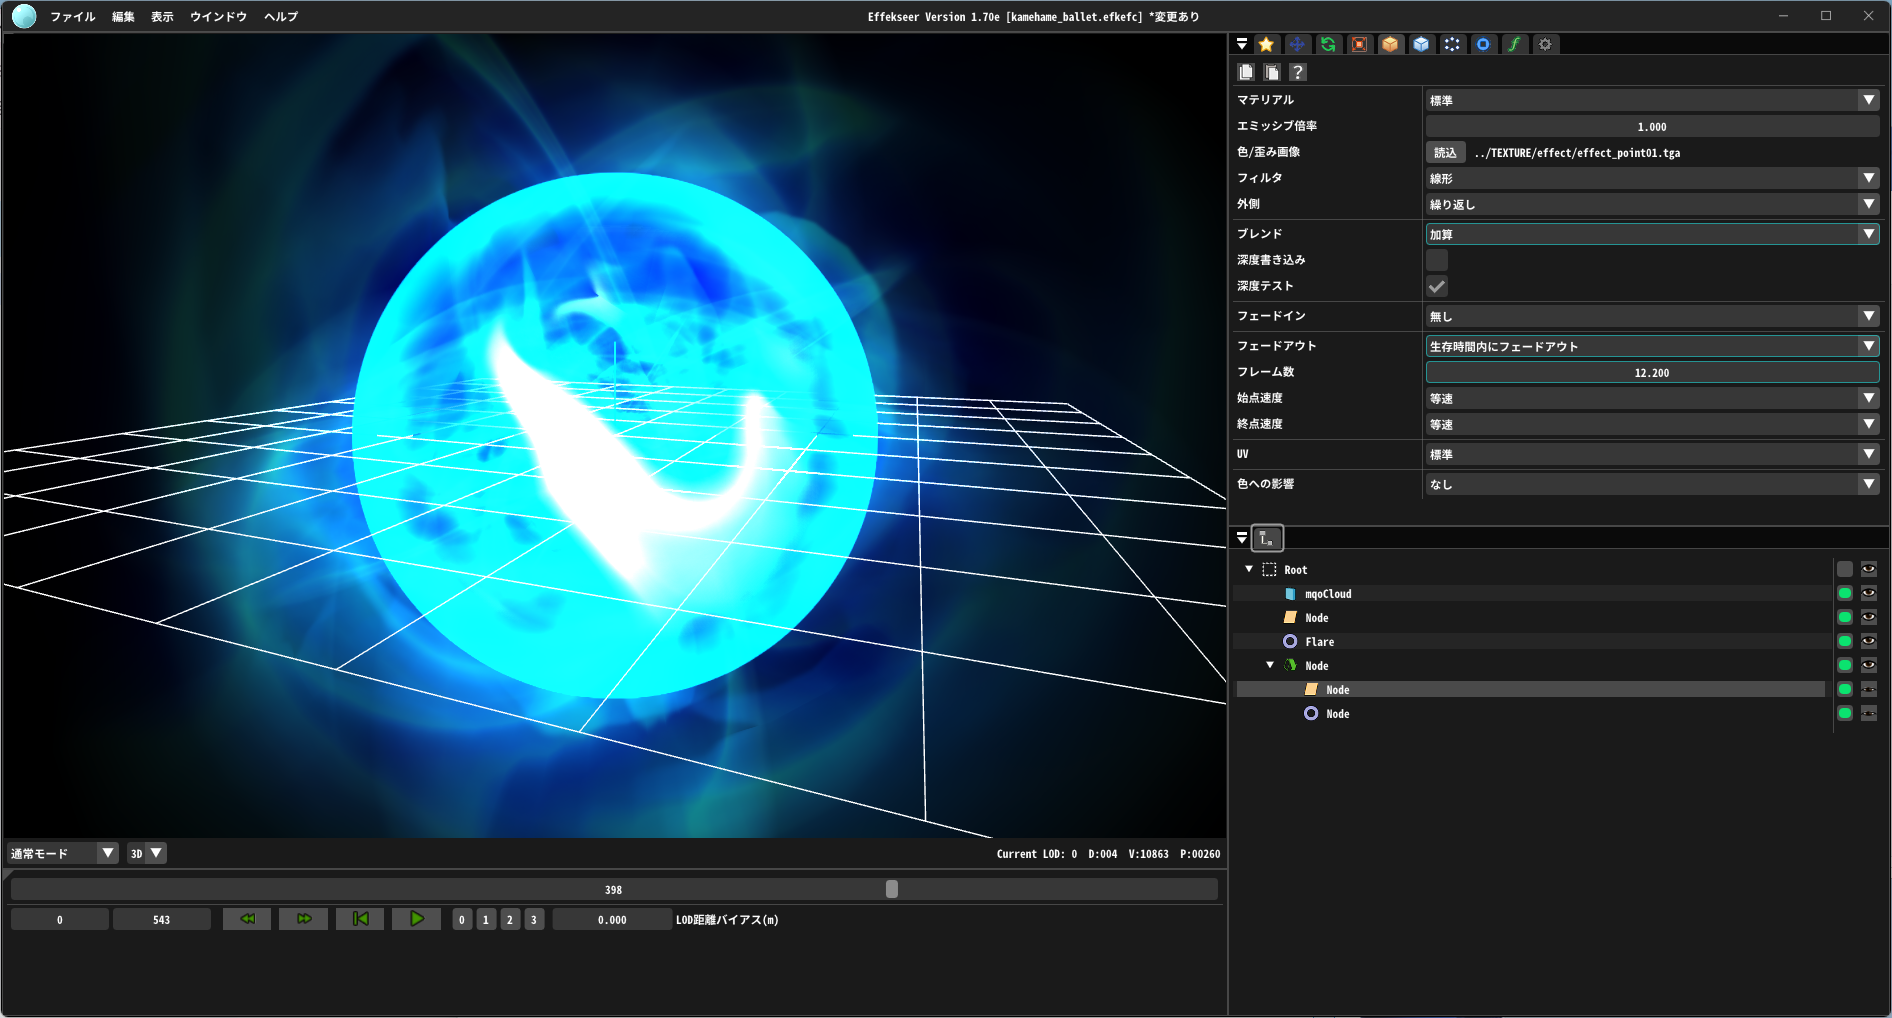 ファイル 編集 表示 ウインドウ ヘルプ
Effekseer Version 1.70e [kamehame_ballet.efkefc] *変更あり
?
マテリアル 標準
エミッシブ倍率 1.000
色/歪み画像 読込 ../TEXTURE/effect/effect_point01.tga
フィルタ 線形
外側 繰り返し
ブレンド 加算
深度書き込み
深度テスト
フェードイン 無し
フェードアウト 生存時間内にフェードアウト
フレーム数 12.200
始点速度 等速
終点速度 等速
UV 標準
色への影響 なし
Root
mqoCloud
Node
Flare
Node
Node
Node
通常モード 3D
Current LOD: 0 D:004 V:10863 P:00260
398
0 543 0 1 2 3 0.000 LOD距離バイアス(m)